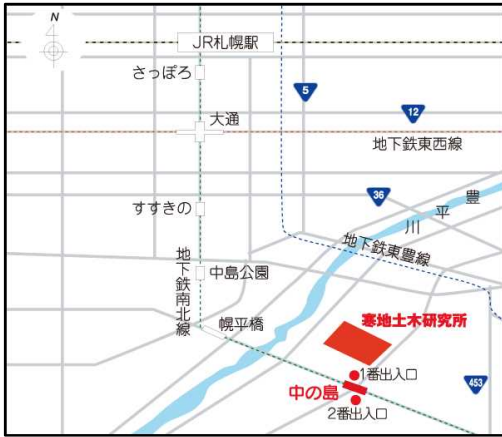 N
JR札幌駅
さっぽろ
5
12
大通
地下鉄東西線
すすきの
36
豊平川
地下鉄東豊線
地下鉄南北線
中島公園
幌平橋
寒地土木研究所
1番出入口
中の島
453
2番出入口